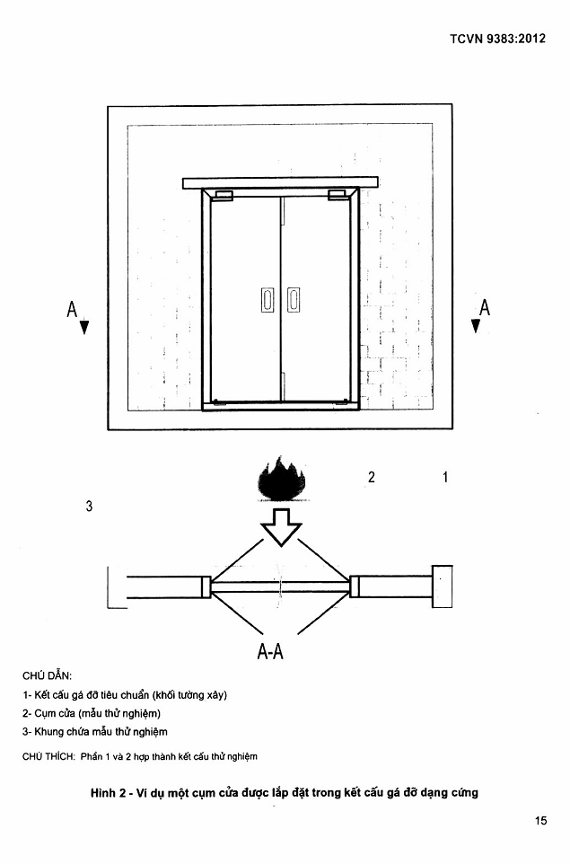 TCVN 9383:2012
A
A
2
1
3
A-A
CHÚ DẪN:
1- Kết cấu gá đỡ tiêu chuẩn (khối tường xây)
2- Cụm cửa (mẫu thử nghiệm)
3- Khung chứa mẫu thử nghiệm
CHÚ THÍCH: Phần 1 và 2 hợp thành kết cấu thử nghiệm
Hình 2 - Ví dụ một cụm cửa được lắp đặt trong kết cấu gá đỡ dạng cứng
15